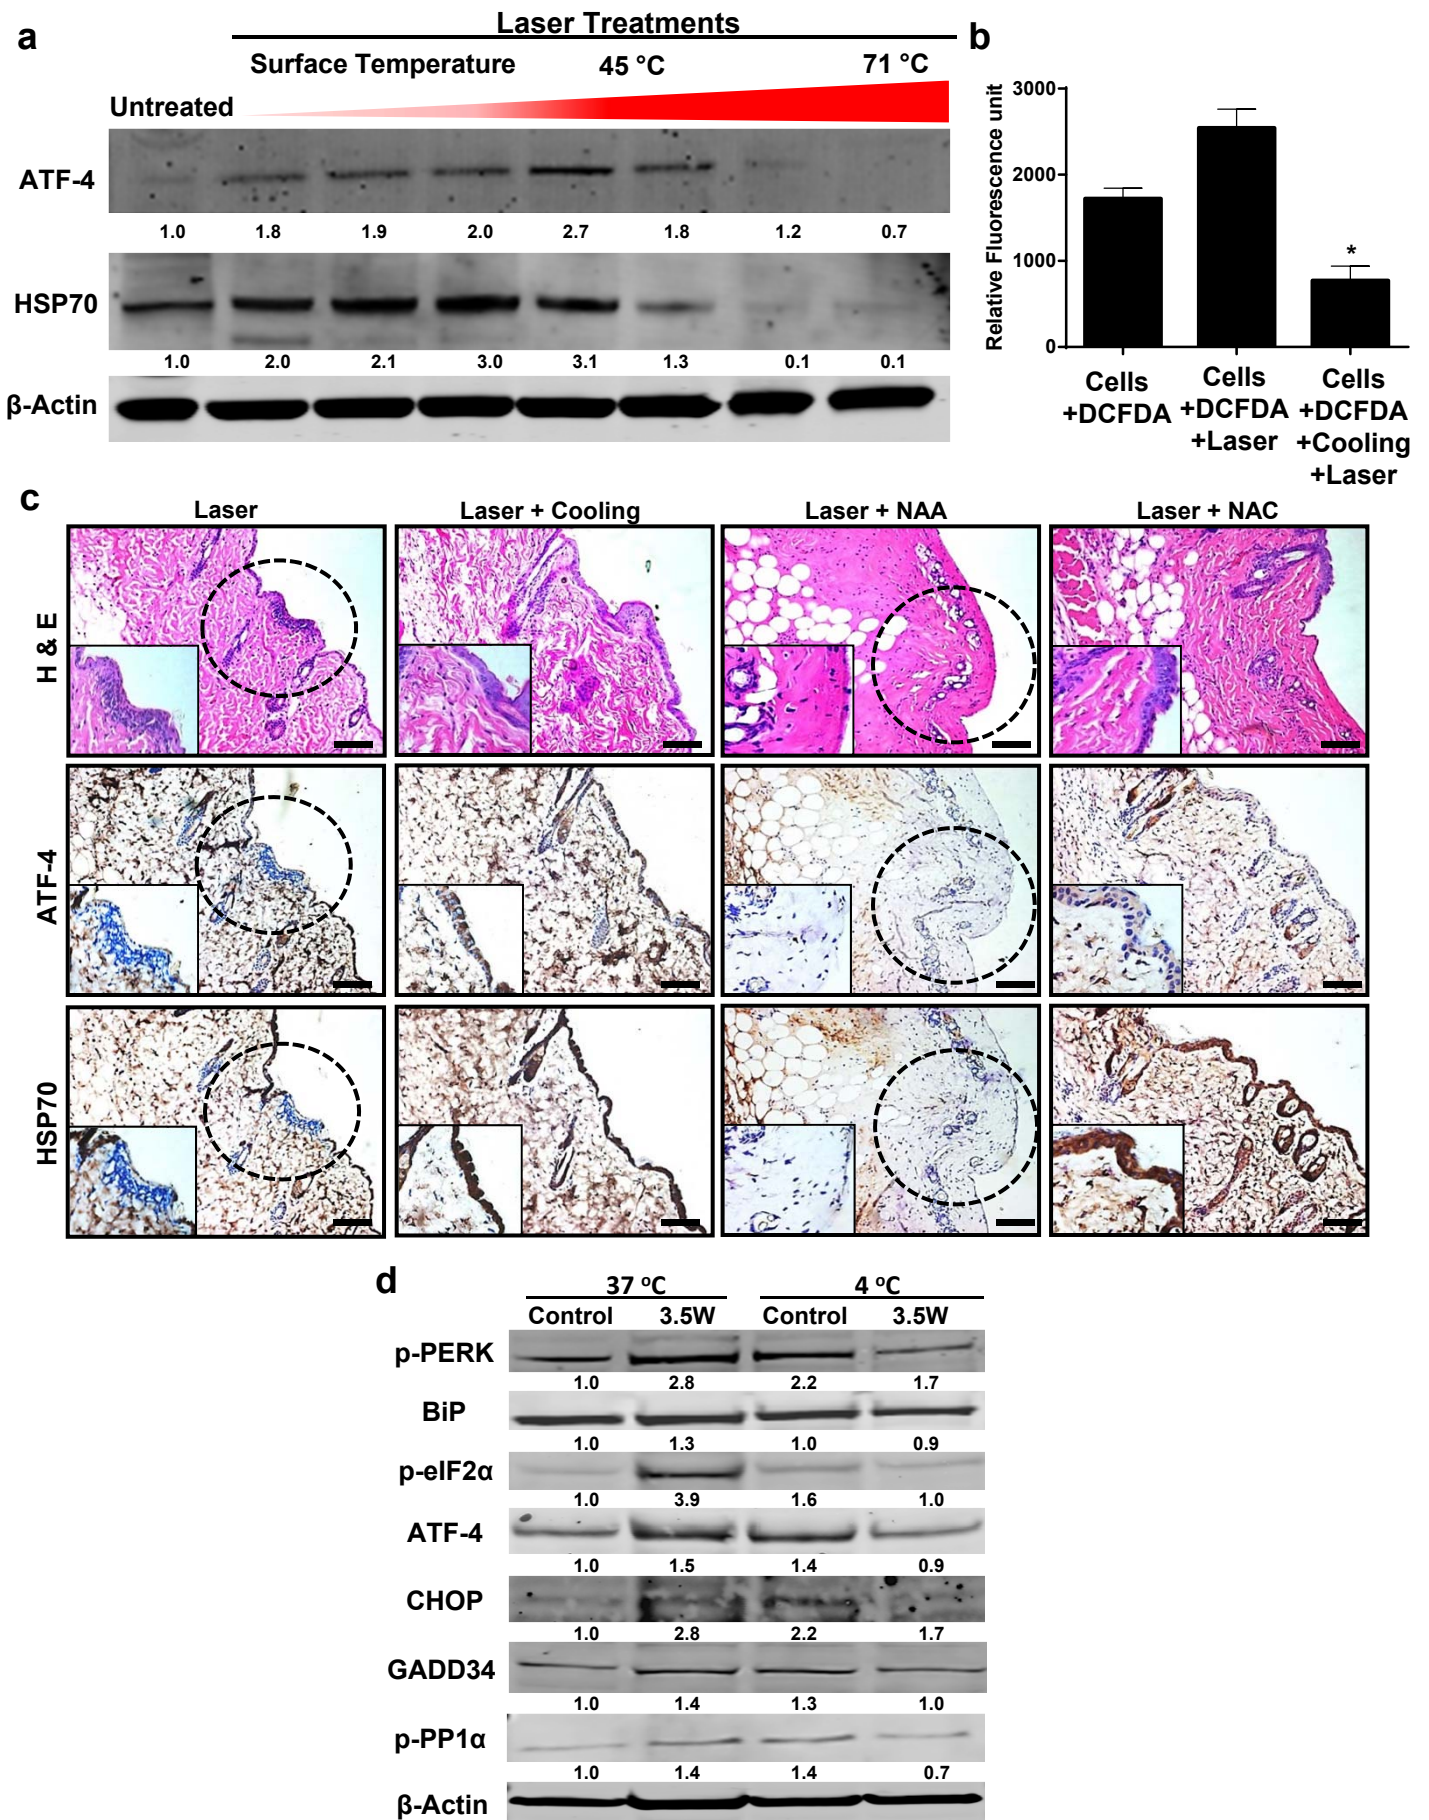 a
Laser Treatments
Surface Temperature 45 °C 71 °C
Untreated
ATF-4
1.0 1.8 1.9 2.0 2.7 1.8 1.2 0.7
HSP70
1.0 2.0 2.1 3.0 3.1 1.3 0.1 0.1
β-Actin
b
Relative Fluorescence unit
3000
2000
1000
0
*
Cells
+DCFDA
Cells
+DCFDA
+Laser
Cells
+DCFDA
+Cooling
+Laser
c
Laser Laser + Cooling Laser + NAA Laser + NAC
H & E
ATF-4
HSP70
d
37 °C 4 °C
Control 3.5W Control 3.5W
p-PERK
1.0 2.8 2.2 1.7
BiP
1.0 1.3 1.0 0.9
p-eIF2α
1.0 3.9 1.6 1.0
ATF-4
1.0 1.5 1.4 0.9
CHOP
1.0 2.8 2.2 1.7
GADD34
1.0 1.4 1.3 1.0
p-PP1α
1.0 1.4 1.4 0.7
β-Actin